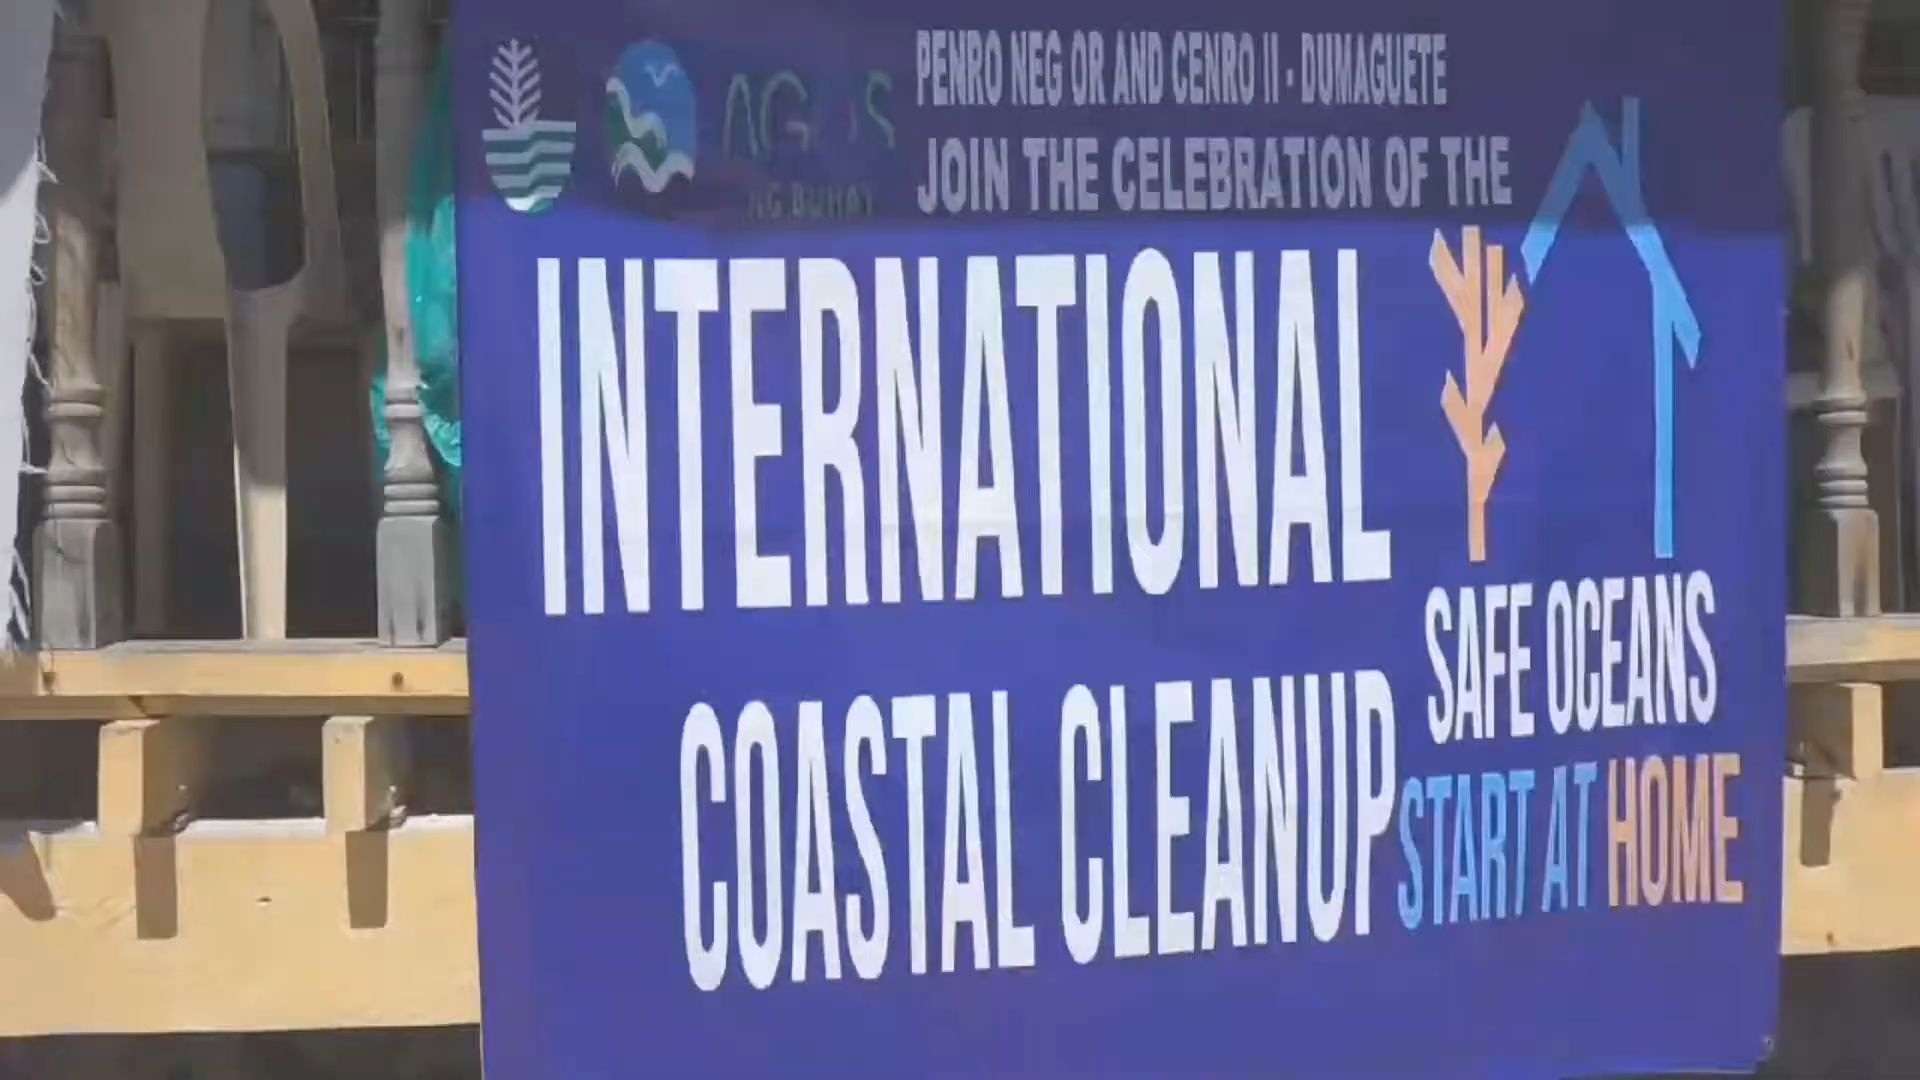 PENRO NEG OR AND CENRO II - DUMAGUETE
JOIN THE CELEBRATION OF THE
AGOS
NG BUHAY
INTERNATIONAL
COASTAL CLEANUP
SAFE OCEANS
START AT HOME